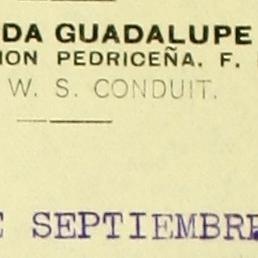 DA GUADALUPE
ION PEDRICEÑA. F.
W. S. CONDUIT.
E SEPTIEMBRE